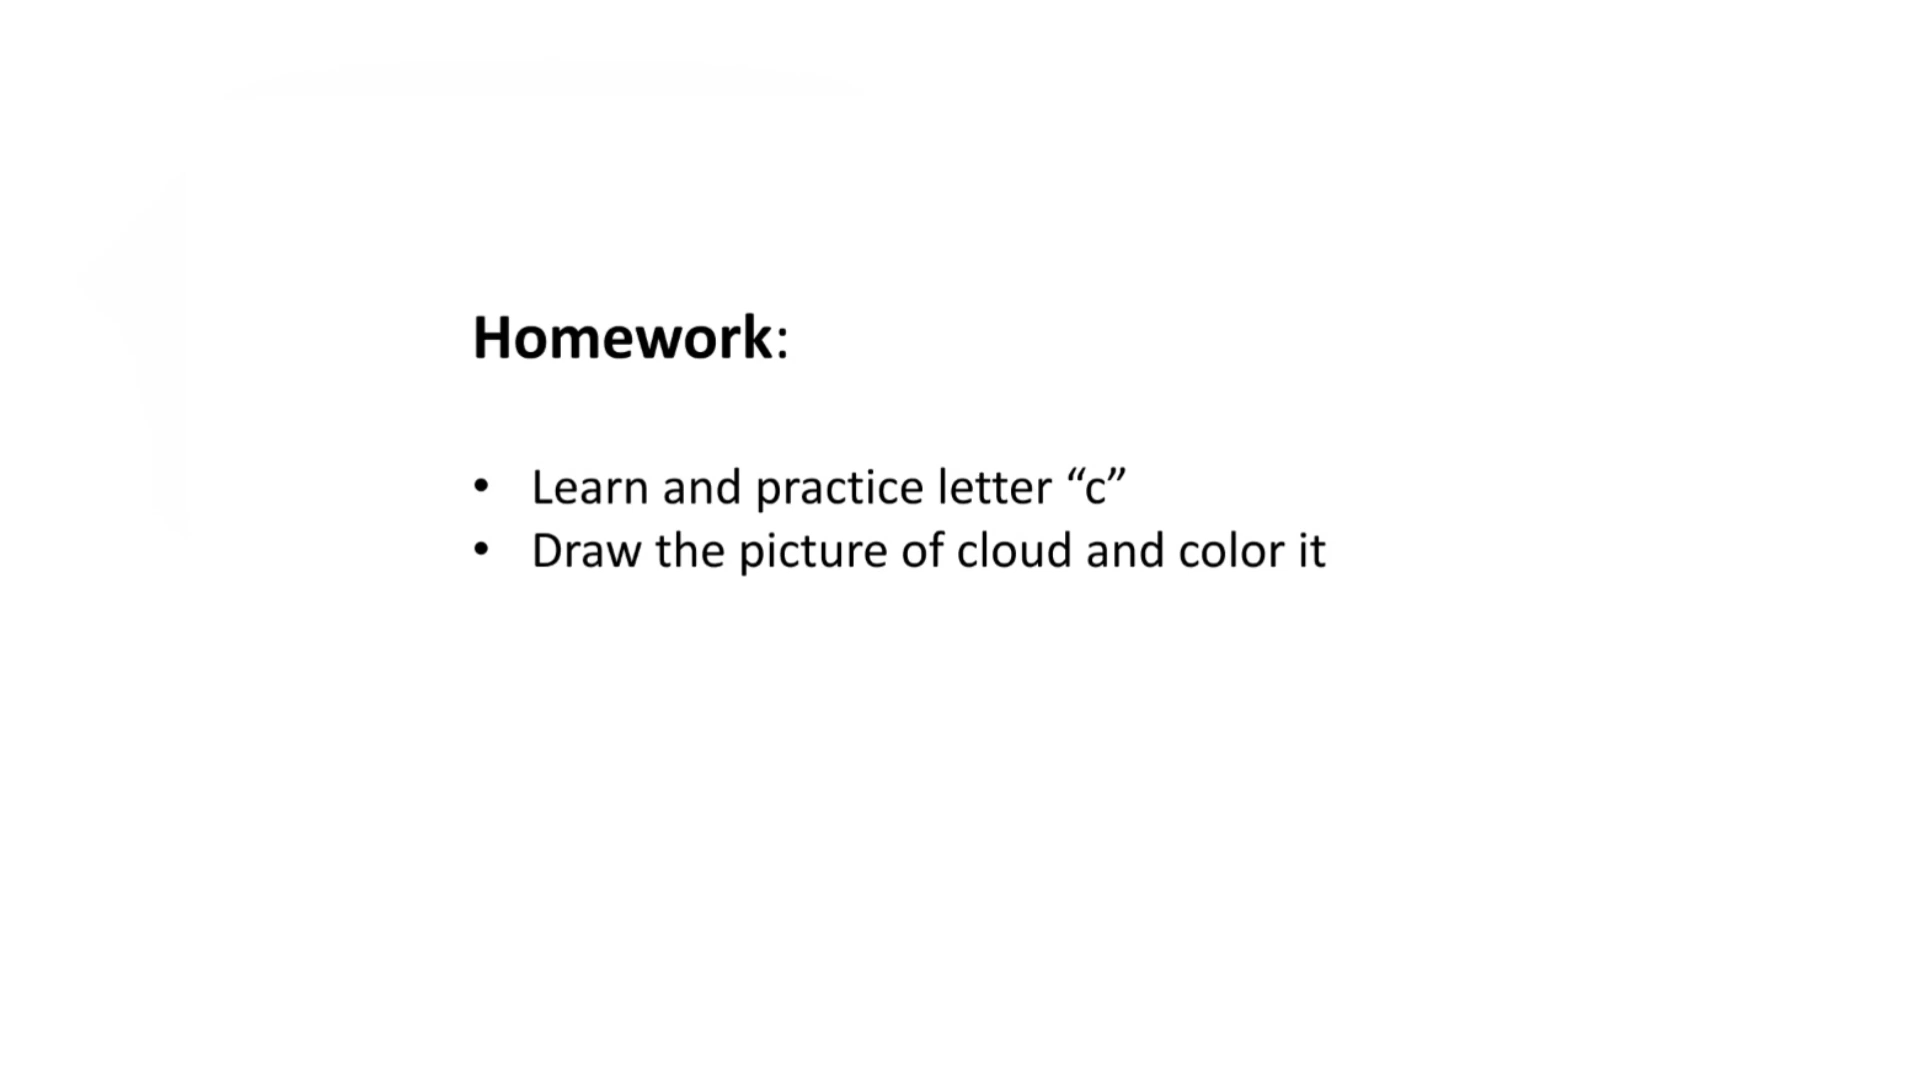 Homework:
• Learn and practice letter “c”
• Draw the picture of cloud and color it